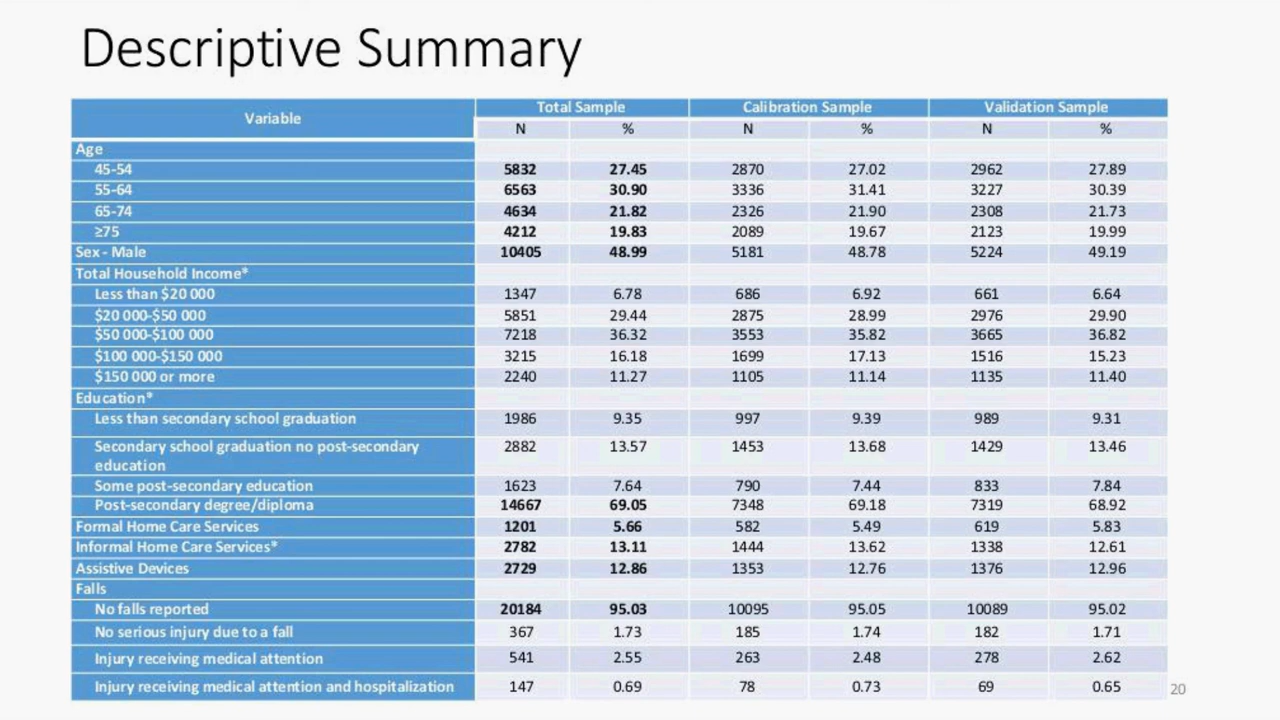 Descriptive Summary
Variable Total Sample Calibration Sample Validation Sample
N % N % N %
Age
45-54 5832 27.45 2870 27.02 2962 27.89
55-64 6563 30.90 3336 31.41 3227 30.39
65-74 4634 21.82 2326 21.90 2308 21.73
≥75 4212 19.83 2089 19.67 2123 19.99
Sex - Male 10405 48.99 5181 48.78 5224 49.19
Total Household Income*
Less than $20 000 1347 6.78 686 6.92 661 6.64
$20 000-$50 000 5851 29.44 2875 28.99 2976 29.90
$50 000-$100 000 7218 36.32 3553 35.82 3665 36.82
$100 000-$150 000 3215 16.18 1699 17.13 1516 15.23
$150 000 or more 2240 11.27 1105 11.14 1135 11.40
Education*
Less than secondary school graduation 1986 9.35 997 9.39 989 9.31
Secondary school graduation no post-secondary 2882 13.57 1453 13.68 1429 13.46
education
Some post-secondary education 1623 7.64 790 7.44 833 7.84
Post-secondary degree/diploma 14667 69.05 7348 69.18 7319 68.92
Formal Home Care Services 1201 5.66 582 5.49 619 5.83
Informal Home Care Services* 2782 13.11 1444 13.62 1338 12.61
Assistive Devices 2729 12.86 1353 12.76 1376 12.96
Falls
No falls reported 20184 95.03 10095 95.05 10089 95.02
No serious injury due to a fall 367 1.73 185 1.74 182 1.71
Injury receiving medical attention 541 2.55 263 2.48 278 2.62
Injury receiving medical attention and hospitalization 147 0.69 78 0.73 69 0.65
20